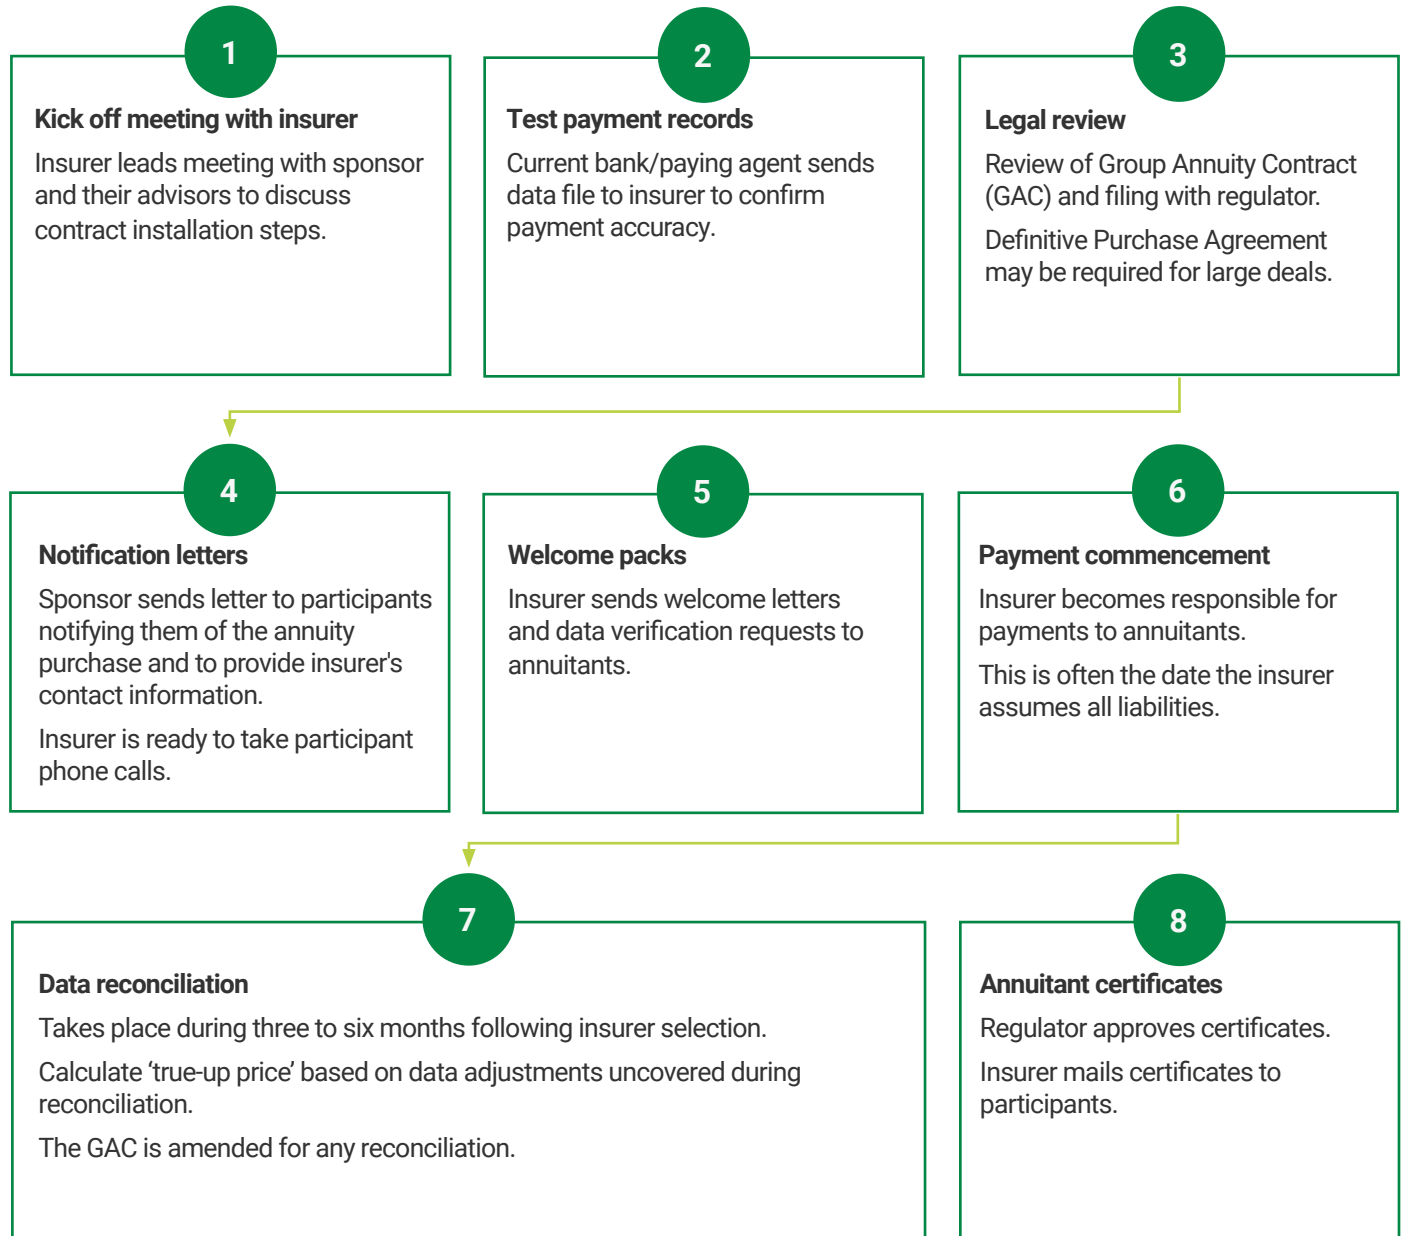 1
Kick off meeting with insurer
Insurer leads meeting with sponsor
and their advisors to discuss
contract installation steps.
2
Test payment records
Current bank/paying agent sends
data file to insurer to confirm
payment accuracy.
3
Legal review
Review of Group Annuity Contract
(GAC) and filing with regulator.
Definitive Purchase Agreement
may be required for large deals.
4
Notification letters
Sponsor sends letter to participants
notifying them of the annuity
purchase and to provide insurer's
contact information.
Insurer is ready to take participant
phone calls.
5
Welcome packs
Insurer sends welcome letters
and data verification requests to
annuitants.
6
Payment commencement
Insurer becomes responsible for
payments to annuitants.
This is often the date the insurer
assumes all liabilities.
7
Data reconciliation
Takes place during three to six months following insurer selection.
Calculate ‘true-up price’ based on data adjustments uncovered during
reconciliation.
The GAC is amended for any reconciliation.
8
Annuitant certificates
Regulator approves certificates.
Insurer mails certificates to
participants.